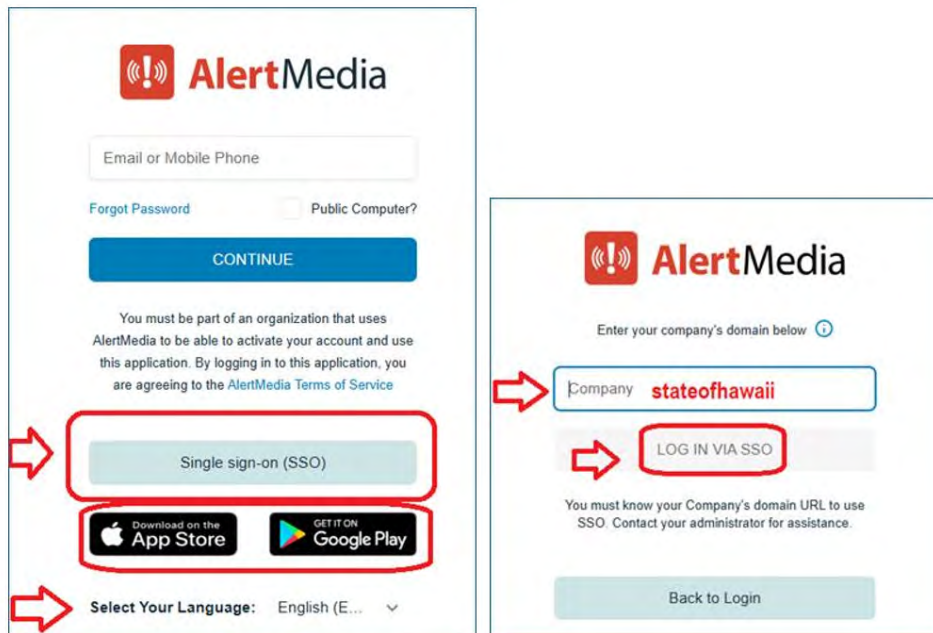 AlertMedia
Email or Mobile Phone
Forgot Password
Public Computer?
CONTINUE
You must be part of an organization that uses
AlertMedia to be able to activate your account and use
this application. By logging in to this application, you
are agreeing to the AlertMedia Terms of Service
Single sign-on (SSO)
Download on the
App Store
GET IT ON
Google Play
Select Your Language: English (E...
AlertMedia
Enter your company's domain below
Company stateofhawaii
LOG IN VIA SSO
You must know your Company's domain URL to use
SSO. Contact your administrator for assistance.
Back to Login